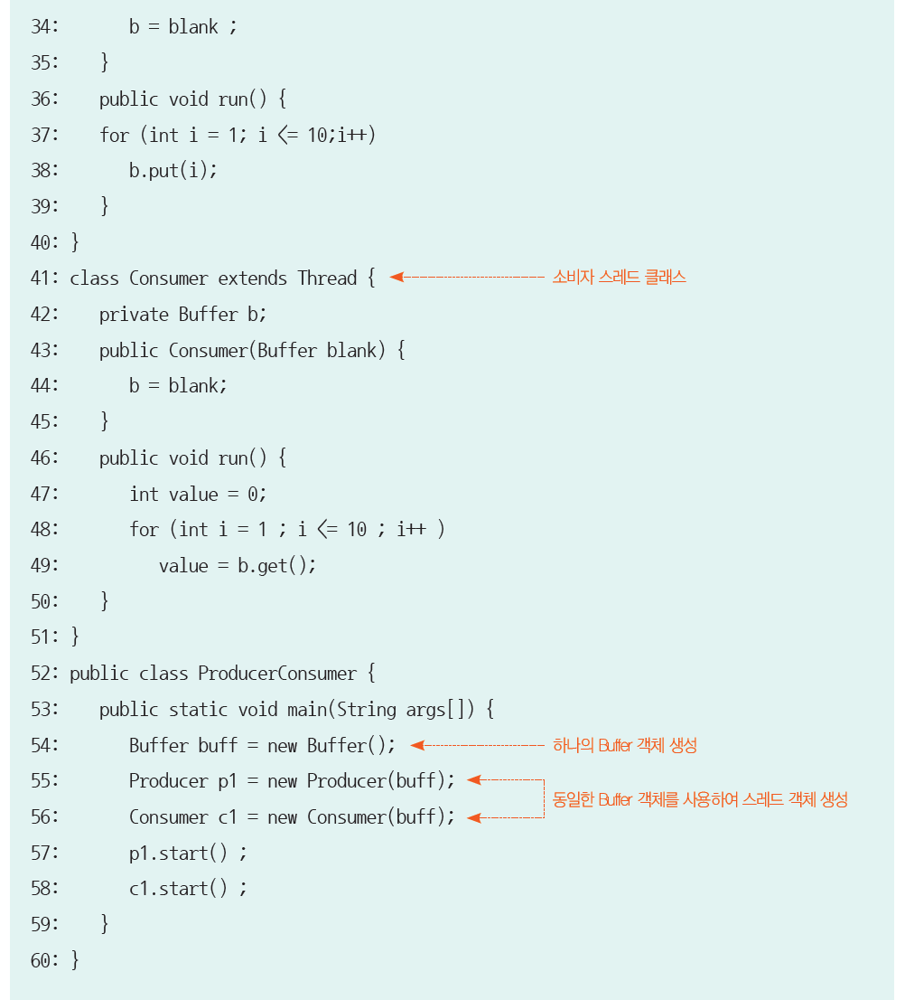 34: b = blank ;
35: }
36: public void run() {
37: for (int i = 1; i <= 10;i++)
38: b.put(i);
39: }
40: }
41: class Consumer extends Thread { 소비자 스레드 클래스
42: private Buffer b;
43: public Consumer(Buffer blank) {
44: b = blank;
45: }
46: public void run() {
47: int value = 0;
48: for (int i = 1 ; i <= 10 ; i++ )
49: value = b.get();
50: }
51: }
52: public class ProducerConsumer {
53: public static void main(String args[]) {
54: Buffer buff = new Buffer(); 하나의 Buffer 객체 생성
55: Producer p1 = new Producer(buff);
동일한 Buffer 객체를 사용하여 스레드 객체 생성
56: Consumer c1 = new Consumer(buff);
57: p1.start() ;
58: c1.start() ;
59: }
60: }